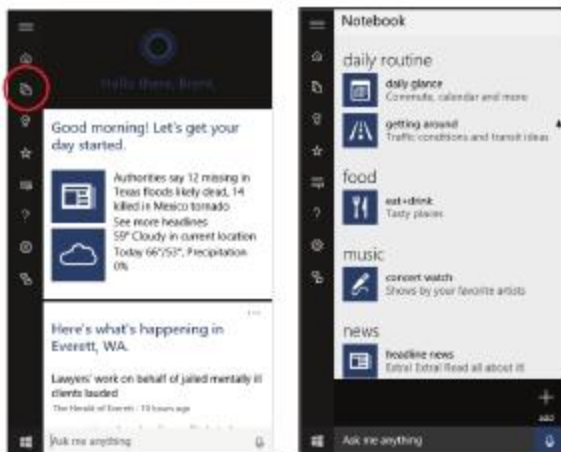 Hello there, Brent.
Good morning! Let's get your
day started.
Authorities say 12 missing in
Texas floods likely dead, 14
killed in Mexico tornado
See more headlines
59° Cloudy in current location
Today 66°/53°, Precipitation
0%
Here's what's happening in
Everett, WA.
Lawyers' work on behalf of jailed mentally ill
clients lauded
The Herald of Everett · 10 hours ago
Ask me anything
Notebook
daily routine
daily glance
Commute, calendar and more
getting around
Traffic conditions and transit ideas
food
eat+drink
Tasty places
music
concert watch
Shows by your favorite artists
news
headline news
Extra! Extra! Read all about it!
add
Ask me anything